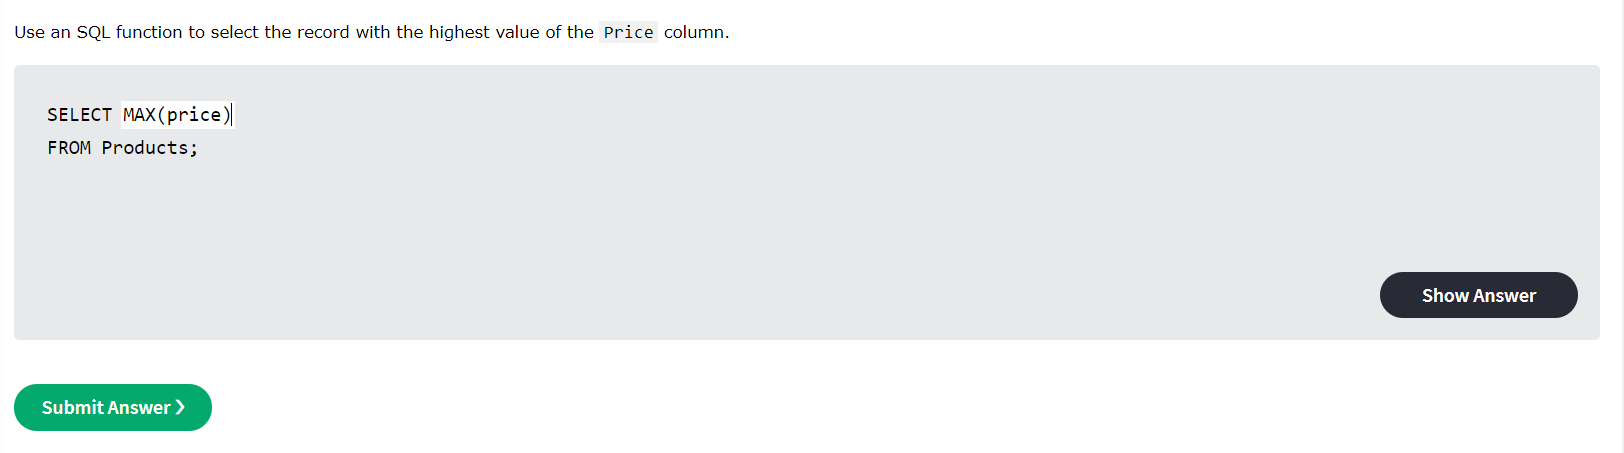 Use an SQL function to select the record with the highest value of the Price column.
SELECT MAX(price)
FROM Products;
Show Answer
Submit Answer ❯